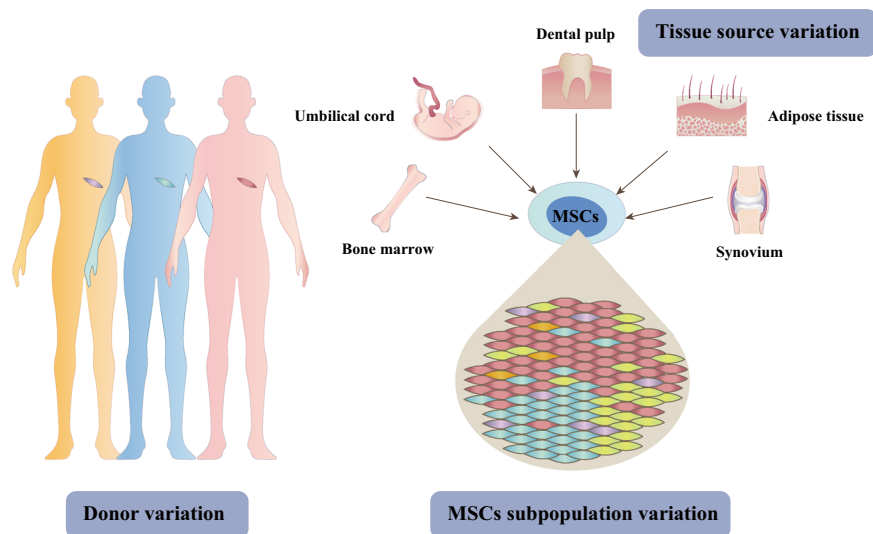 Tissue source variation
Dental pulp
Umbilical cord
Adipose tissue
MSCs
Bone marrow
Synovium
Donor variation
MSCs subpopulation variation